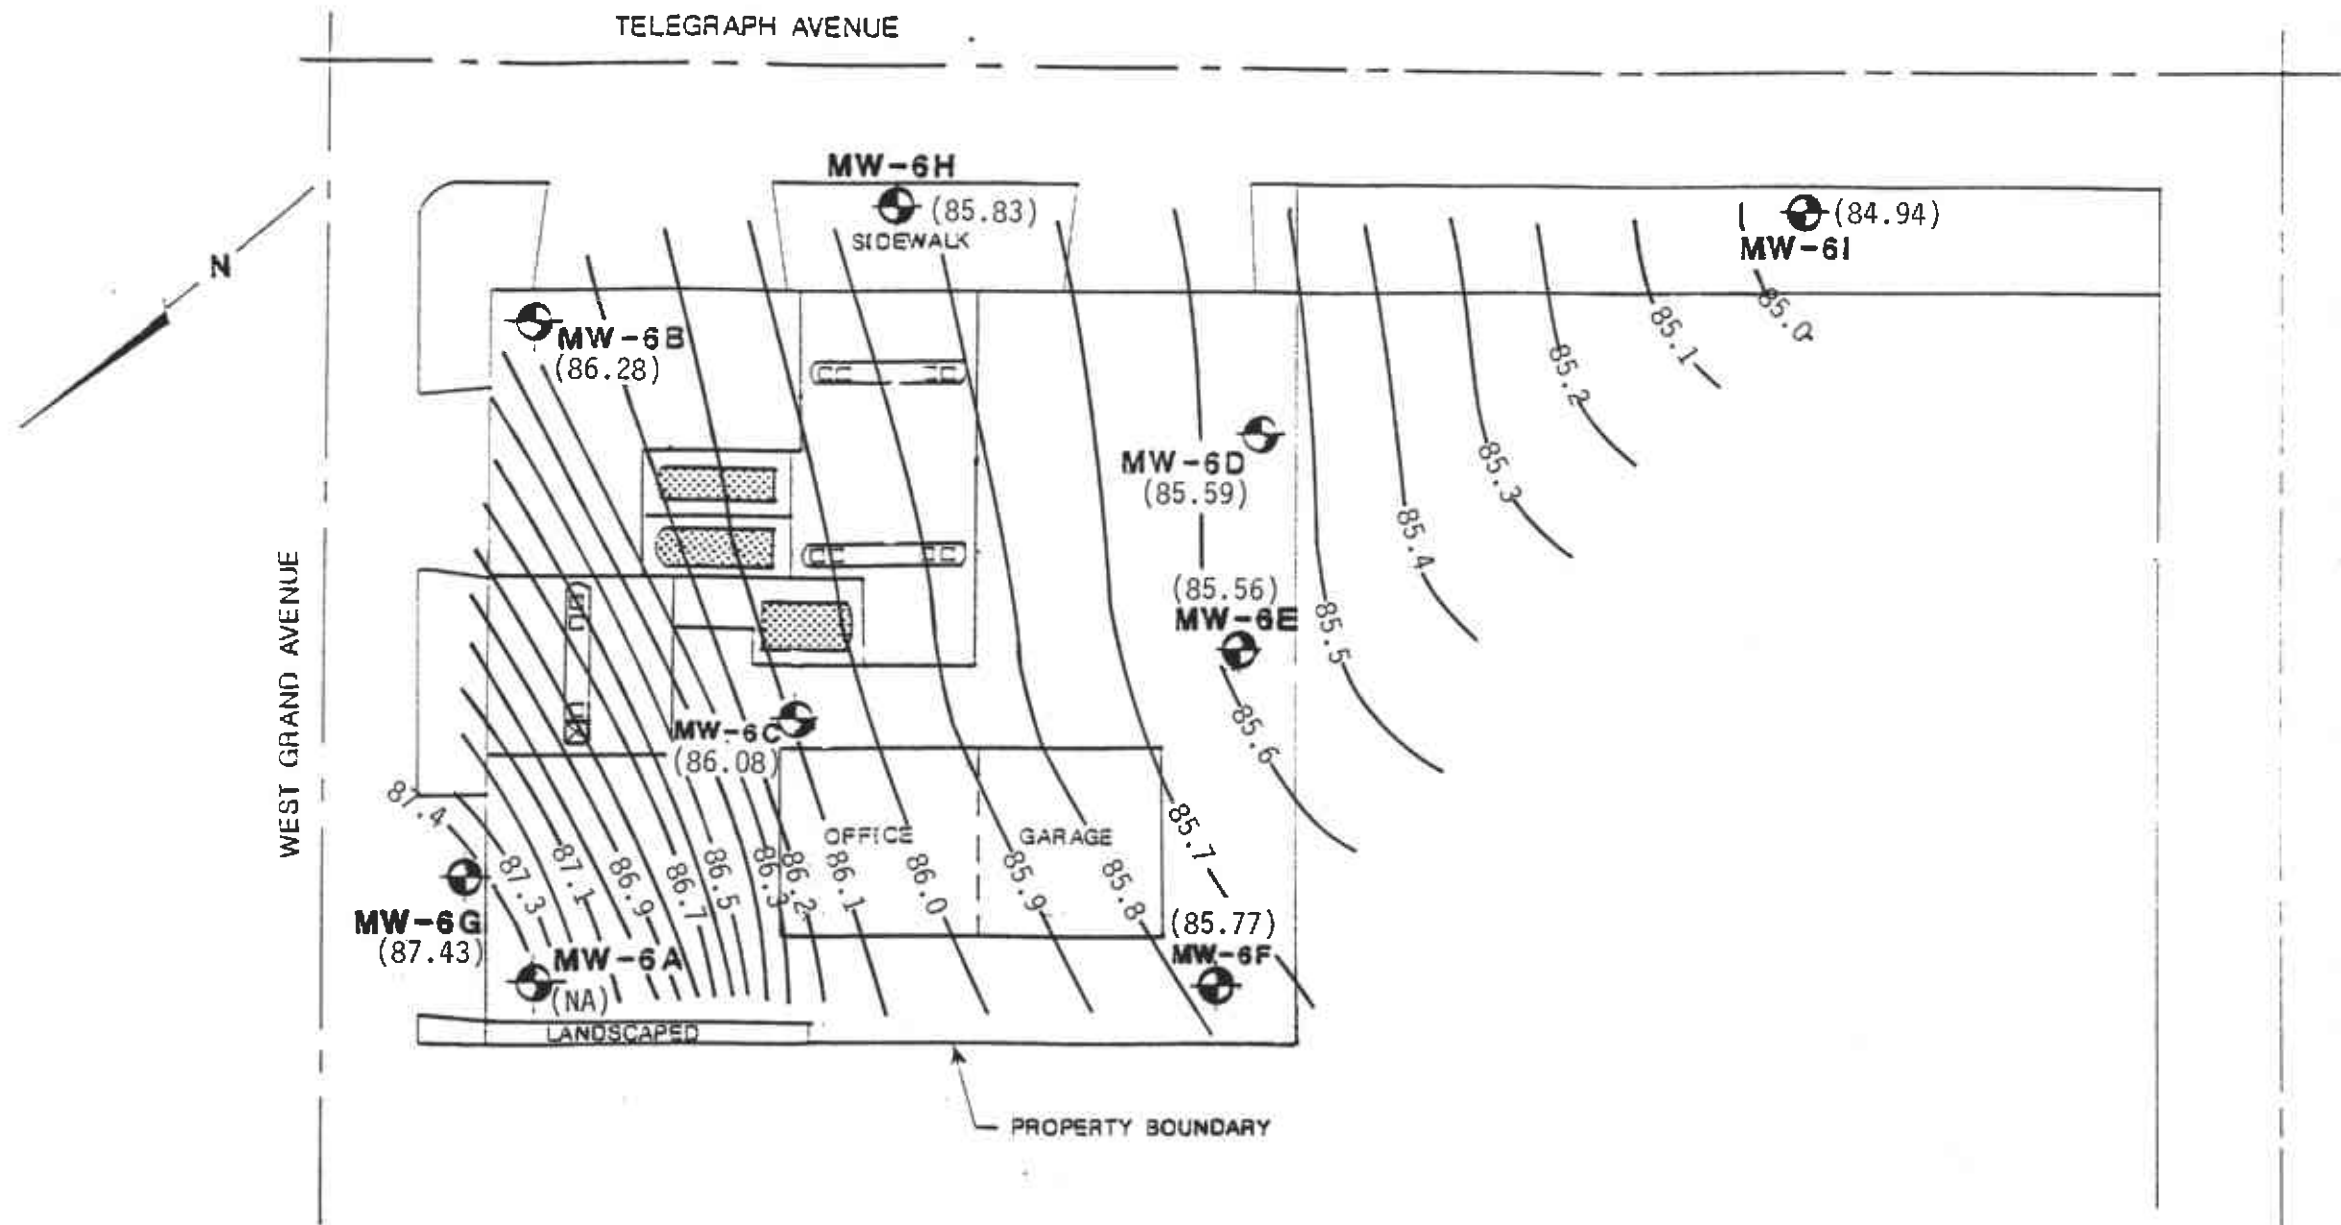 TELEGRAPH AVENUE
MW-6H
(85.83)
SIDEWALK
(84.94)
MW-6I
N
MW-6B
(86.28)
85.0
85.1
85.2
85.3
85.4
85.5
85.6
MW-6D
(85.59)
(85.56)
MW-6E
WEST GRAND AVENUE
MW-6C
(86.08)
OFFICE
GARAGE
87.4
87.3
87.1
86.9
86.7
86.5
86.3
86.2
86.1
86.0
85.9
85.8
85.7
MW-6G
(87.43)
MW-6A
(NA)
(85.77)
MW-6F
LANDSCAPED
PROPERTY BOUNDARY